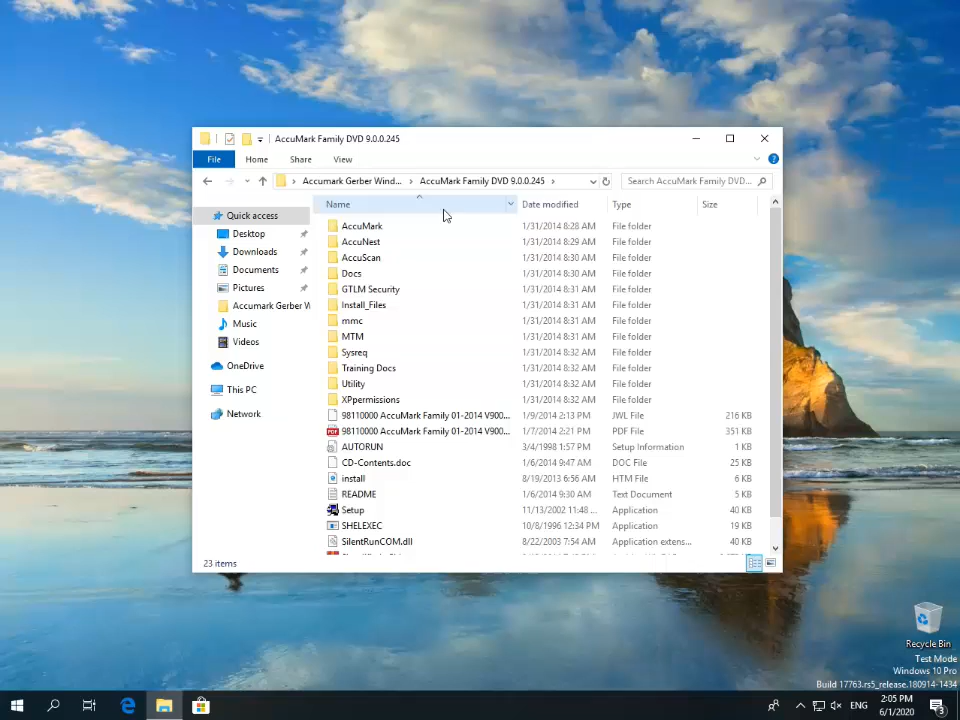 AccuMark Family DVD 9.0.0.245
File Home Share View
Accumark Gerber Wind... AccuMark Family DVD 9.0.0.245 Search AccuMark Family DVD...
Name Date modified Type Size
Quick access
Desktop
Downloads
Documents
Pictures
Accumark Gerber W
Music
Videos
OneDrive
This PC
Network
AccuMark 1/31/2014 8:28 AM File folder
AccuNest 1/31/2014 8:29 AM File folder
AccuScan 1/31/2014 8:30 AM File folder
Docs 1/31/2014 8:30 AM File folder
GTLM Security 1/31/2014 8:31 AM File folder
Install_Files 1/31/2014 8:31 AM File folder
mmc 1/31/2014 8:31 AM File folder
MTM 1/31/2014 8:31 AM File folder
Sysreq 1/31/2014 8:32 AM File folder
Training Docs 1/31/2014 8:32 AM File folder
Utility 1/31/2014 8:32 AM File folder
XPpermissions 1/31/2014 8:32 AM File folder
98110000 AccuMark Family 01-2014 V900... 1/9/2014 2:13 PM JWL File 216 KB
98110000 AccuMark Family 01-2014 V900... 1/7/2014 2:21 PM PDF File 351 KB
AUTORUN 3/4/1998 1:57 PM Setup Information 1 KB
CD-Contents.doc 1/6/2014 9:47 AM DOC File 25 KB
install 8/19/2013 6:56 AM HTM File 6 KB
README 1/6/2014 9:30 AM Text Document 5 KB
Setup 11/13/2002 11:48 ... Application 40 KB
SHELEXEC 10/8/1996 12:34 PM Application 19 KB
SilentRunCOM.dll 8/22/2003 7:54 AM Application extens... 40 KB
23 items
Recycle Bin
Test Mode
Windows 10 Pro
Build 17763.rs5_release.180914-1434
ENG
2:05 PM
6/1/2020
3